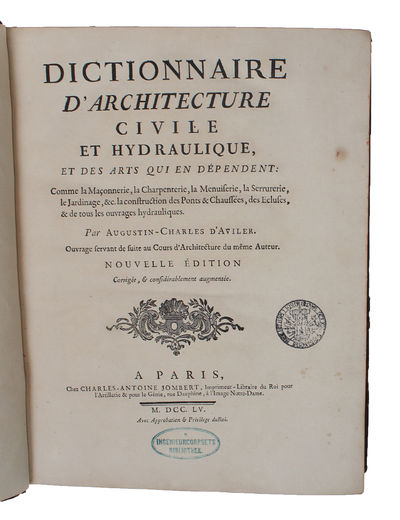 DICTIONNAIRE
D'ARCHITECTURE
CIVILE
ET HYDRAULIQUE,
ET DES ARTS QUI EN DÉPENDENT:
Comme la Maçonnerie, la Charpenterie, la Menuiſerie, la Serrurerie,
le Jardinage, &c. la conſtruction des Ponts & Chauſſées, des Ecluſes,
& de tous les ouvrages hydrauliques.
Par AUGUSTIN-CHARLES D'AVILER.
Ouvrage ſervant de ſuite au Cours d'Architecture du même Auteur.
NOUVELLE ÉDITION
Corrigée, & conſidérablement augmentée.
A PARIS,
Chez CHARLES-ANTOINE JOMBERT, Imprimeur-Libraire du Roi pour
l'Artillerie & pour le Génie, rue Dauphine, à l'Image Notre-Dame.
M. DCC. LV.
Avec Approbation & Privilege du Roi.
INGENIEURCORPSETS
BIBLIOTHEK.